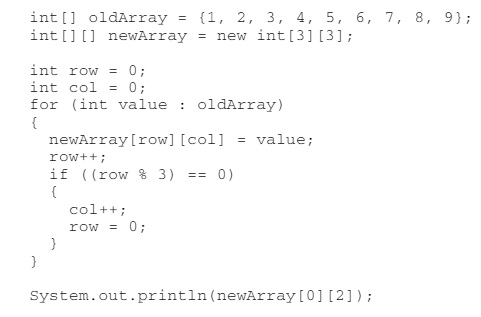 int[] oldArray = {1, 2, 3, 4, 5, 6, 7, 8, 9};
int[][] newArray = new int[3][3];

int row = 0;
int col = 0;
for (int value : oldArray)
{
  newArray[row][col] = value;
  row++;
  if ((row % 3) == 0)
  {
    col++;
    row = 0;
  }
}

System.out.println(newArray[0][2]);